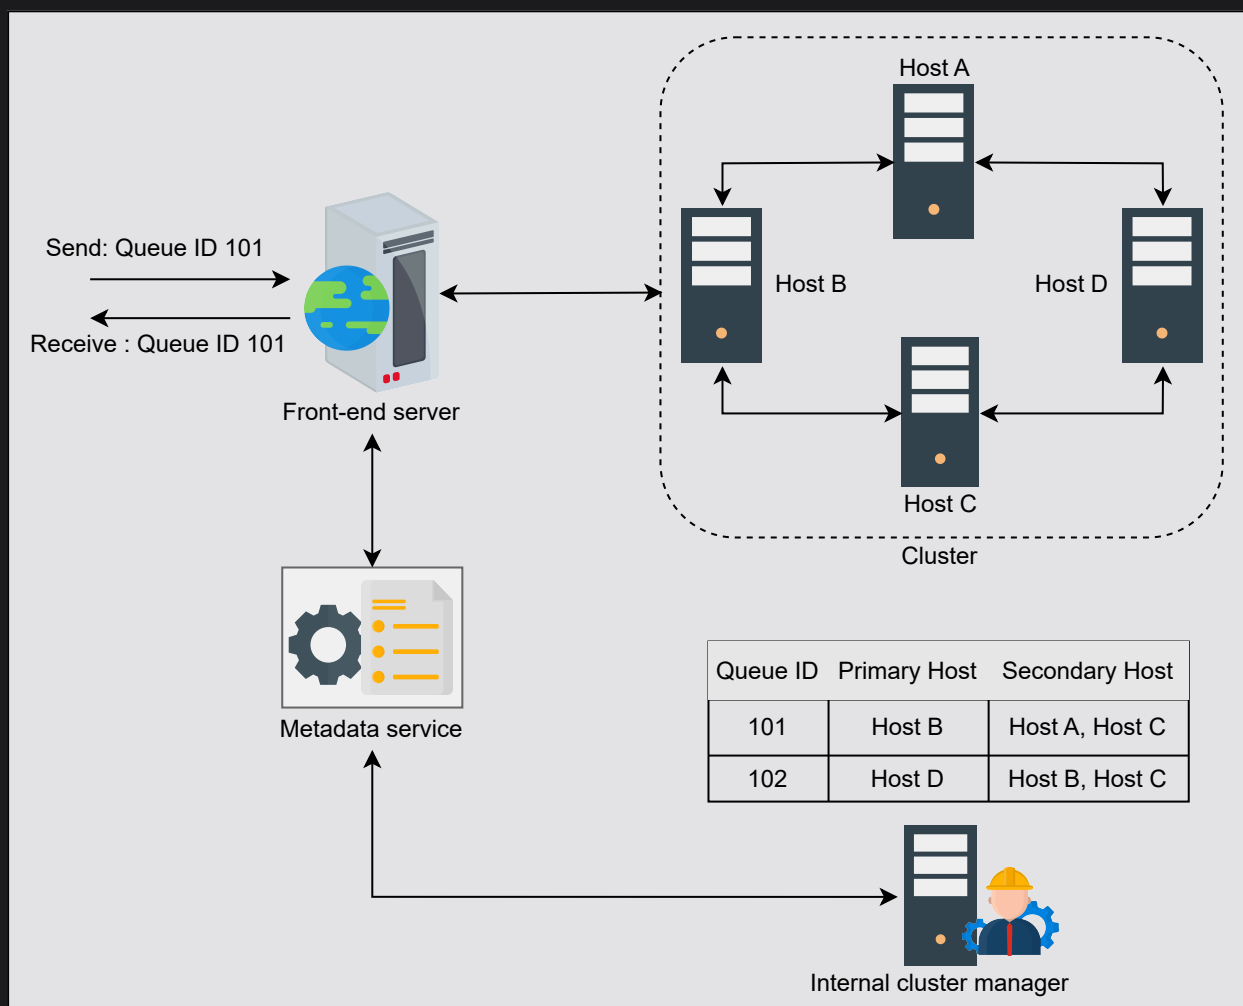 Host A
Send: Queue ID 101
Host B
Host D
Receive : Queue ID 101
Front-end server
Host C
Cluster
Queue ID Primary Host Secondary Host
101 Host B Host A, Host C
102 Host D Host B, Host C
Metadata service
Internal cluster manager